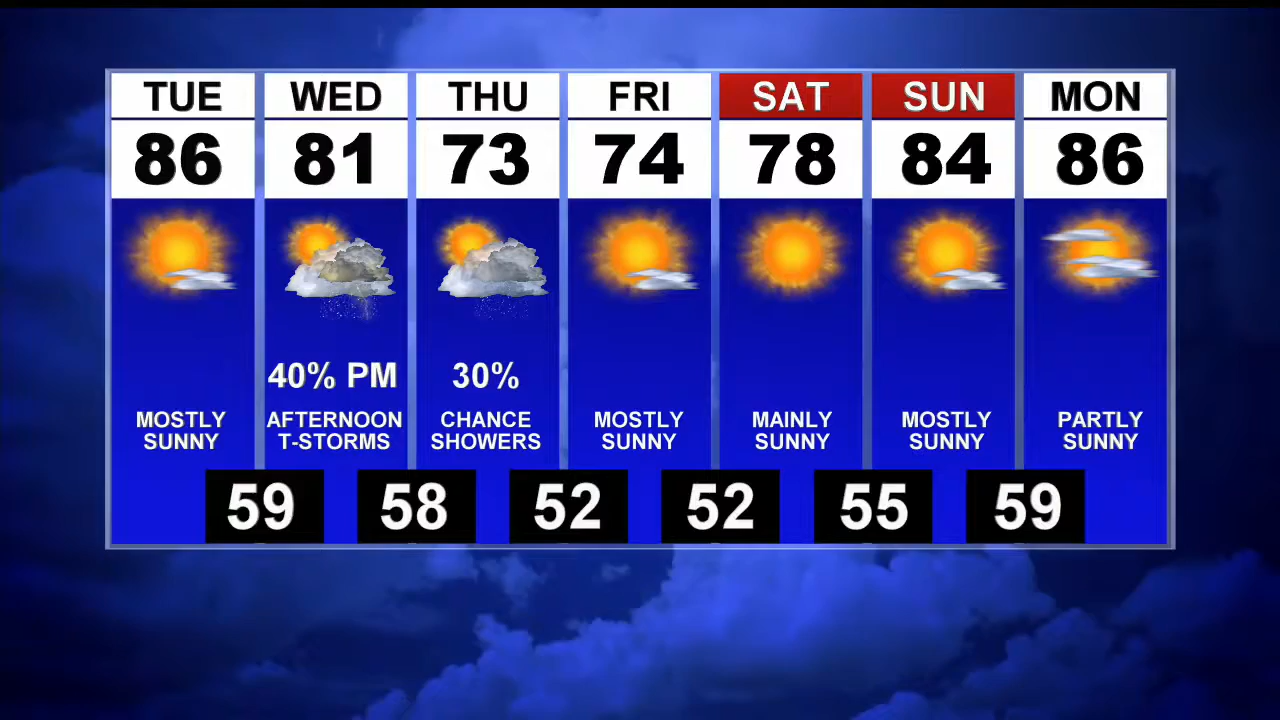 TUE WED THU FRI SAT SUN MON
86 81 73 74 78 84 86
40% PM 30%
MOSTLY AFTERNOON CHANCE MOSTLY MAINLY MOSTLY PARTLY
SUNNY T-STORMS SHOWERS SUNNY SUNNY SUNNY SUNNY
59 58 52 52 55 59